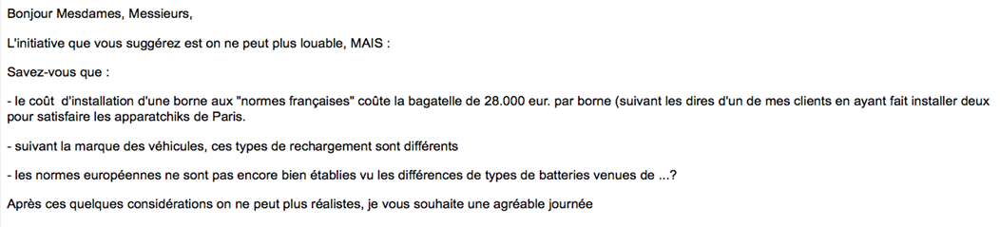 Bonjour Mesdames, Messieurs,
L'initiative que vous suggérez est on ne peut plus louable, MAIS :
Savez-vous que :
- le coût  d'installation d'une borne aux "normes françaises" coûte la bagatelle de 28.000 eur. par borne (suivant les dires d'un de mes clients en ayant fait installer deux
pour satisfaire les apparatchiks de Paris.
- suivant la marque des véhicules, ces types de rechargement sont différents
- les normes européennes ne sont pas encore bien établies vu les différences de types de batteries venues de ...?
Après ces quelques considérations on ne peut plus réalistes, je vous souhaite une agréable journée